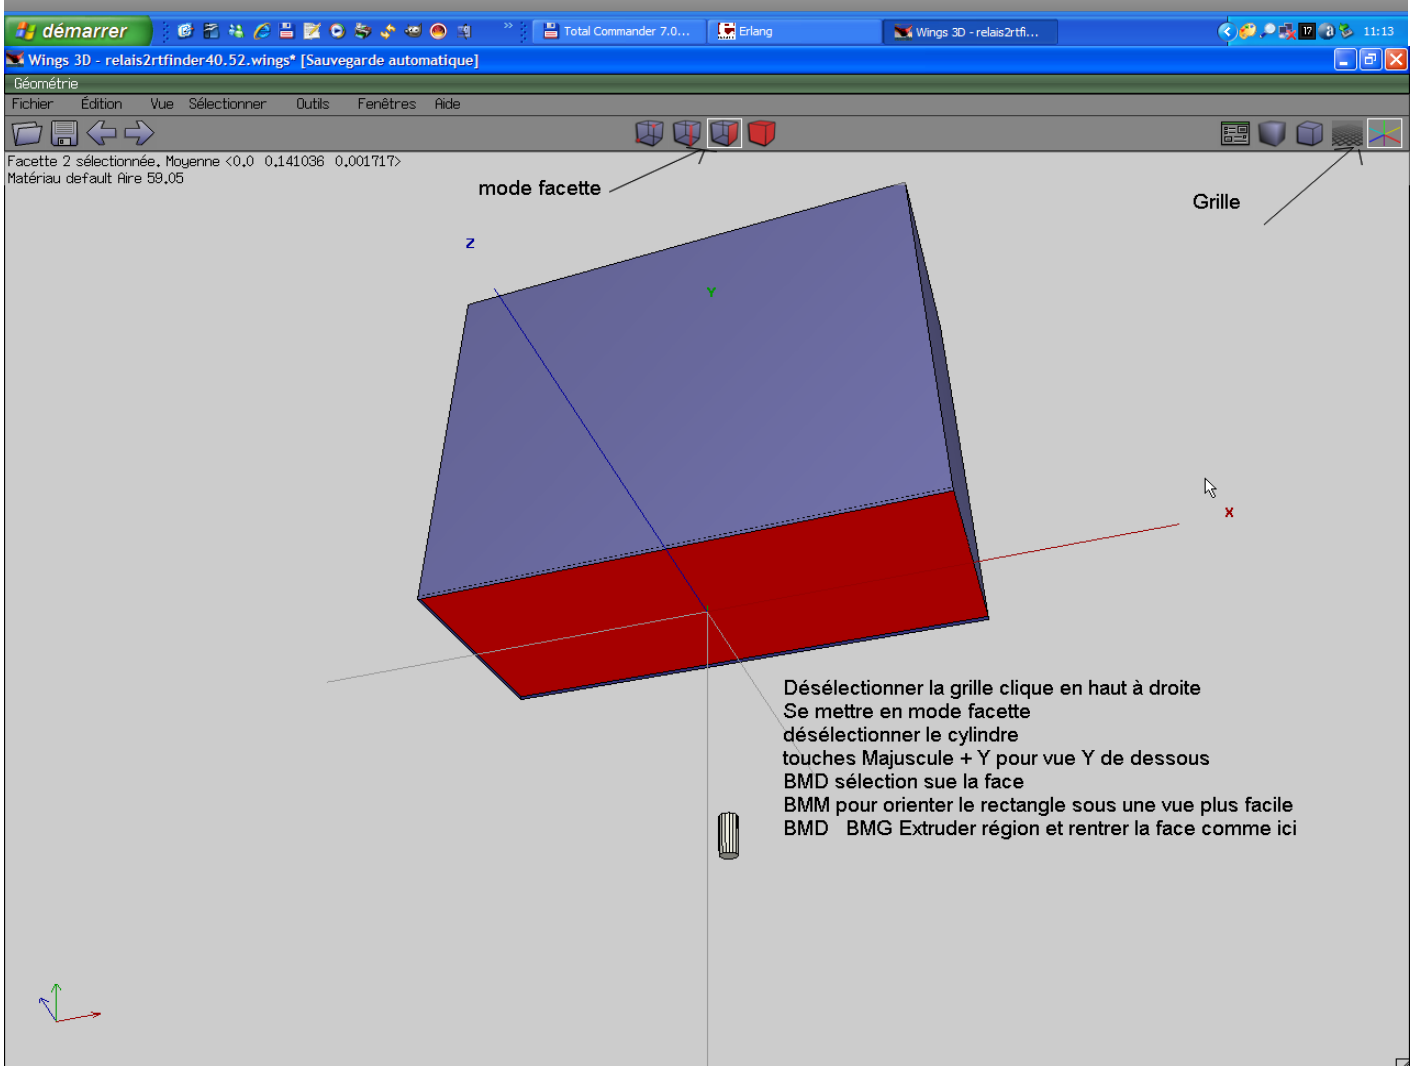 démarrer
»
Total Commander 7.0...
Erlang
Wings 3D - relais2rtfi...
17
11:13
Wings 3D - relais2rtfinder40.52.wings* [Sauvegarde automatique]
Géométrie
Fichier Édition Vue Sélectionner Outils Fenêtres Aide
Facette 2 sélectionnée. Moyenne <0.0 0.141036 0.001717>
Matériau default Aire 59.05
mode facette
Grille
Z
Y
X
Désélectionner la grille clique en haut à droite
Se mettre en mode facette
désélectionner le cylindre
touches Majuscule + Y pour vue Y de dessous
BMD sélection sue la face
BMM pour orienter le rectangle sous une vue plus facile
BMD BMG Extruder région et rentrer la face comme ici